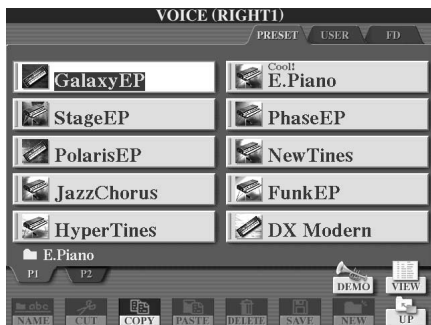 VOICE (RIGHT1)
PRESET USER FD
GalaxyEP
Cool!
E.Piano
StageEP
PhaseEP
PolarisEP
NewTines
JazzChorus
FunkEP
HyperTines
DX Modern
E.Piano
P1 P2
DEMO VIEW
abc
NAME CUT COPY PASTE DELETE SAVE NEW UP